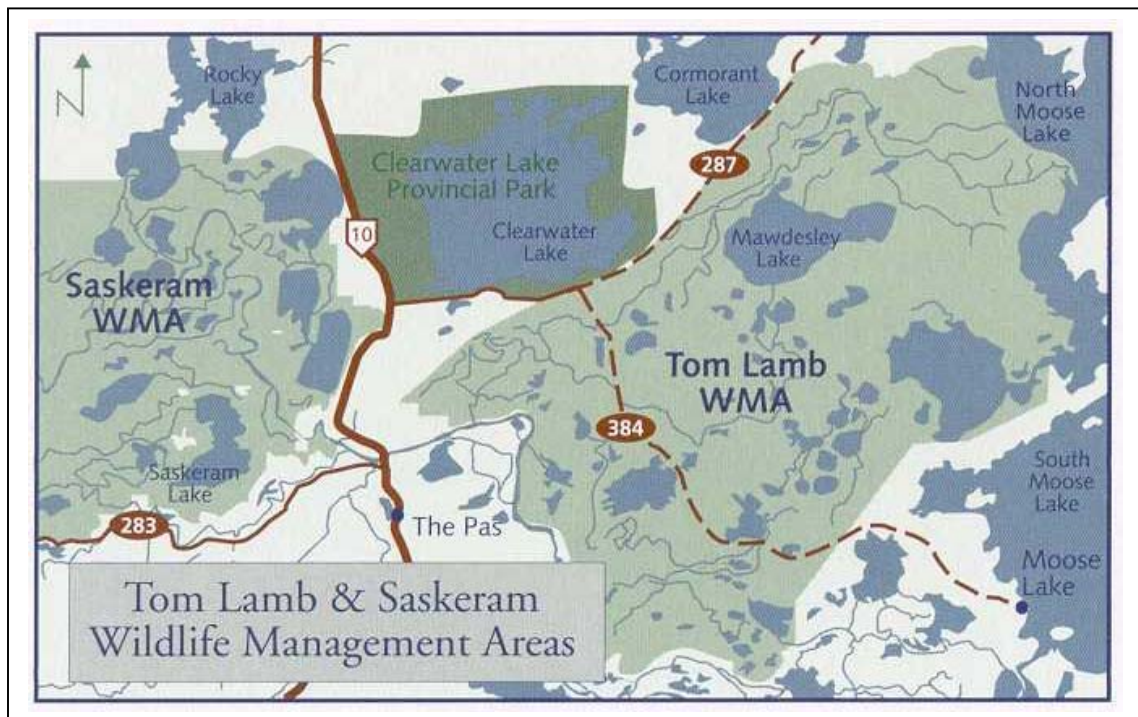 N
Rocky
Lake
Cormorant
Lake
North
Moose
Lake
Clearwater Lake
Provincial Park
287
10
Clearwater
Lake
Mawdesley
Lake
Saskeram
WMA
Tom Lamb
WMA
384
Saskeram
Lake
South
Moose
Lake
283
The Pas
Moose
Lake
Tom Lamb & Saskeram
Wildlife Management Areas